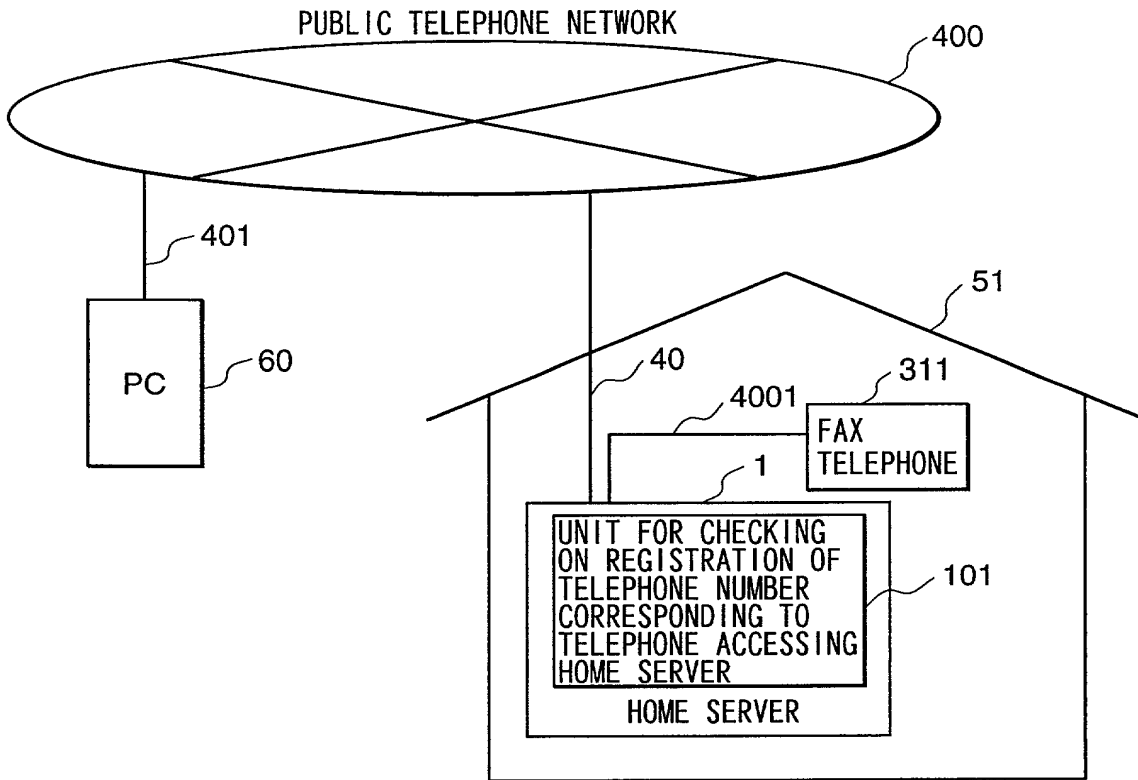 PUBLIC TELEPHONE NETWORK
400
401
PC
60
51
40
311
4001
FAX
TELEPHONE
1
UNIT FOR CHECKING
ON REGISTRATION OF
TELEPHONE NUMBER
CORRESPONDING TO
TELEPHONE ACCESSING
HOME SERVER
101
HOME SERVER